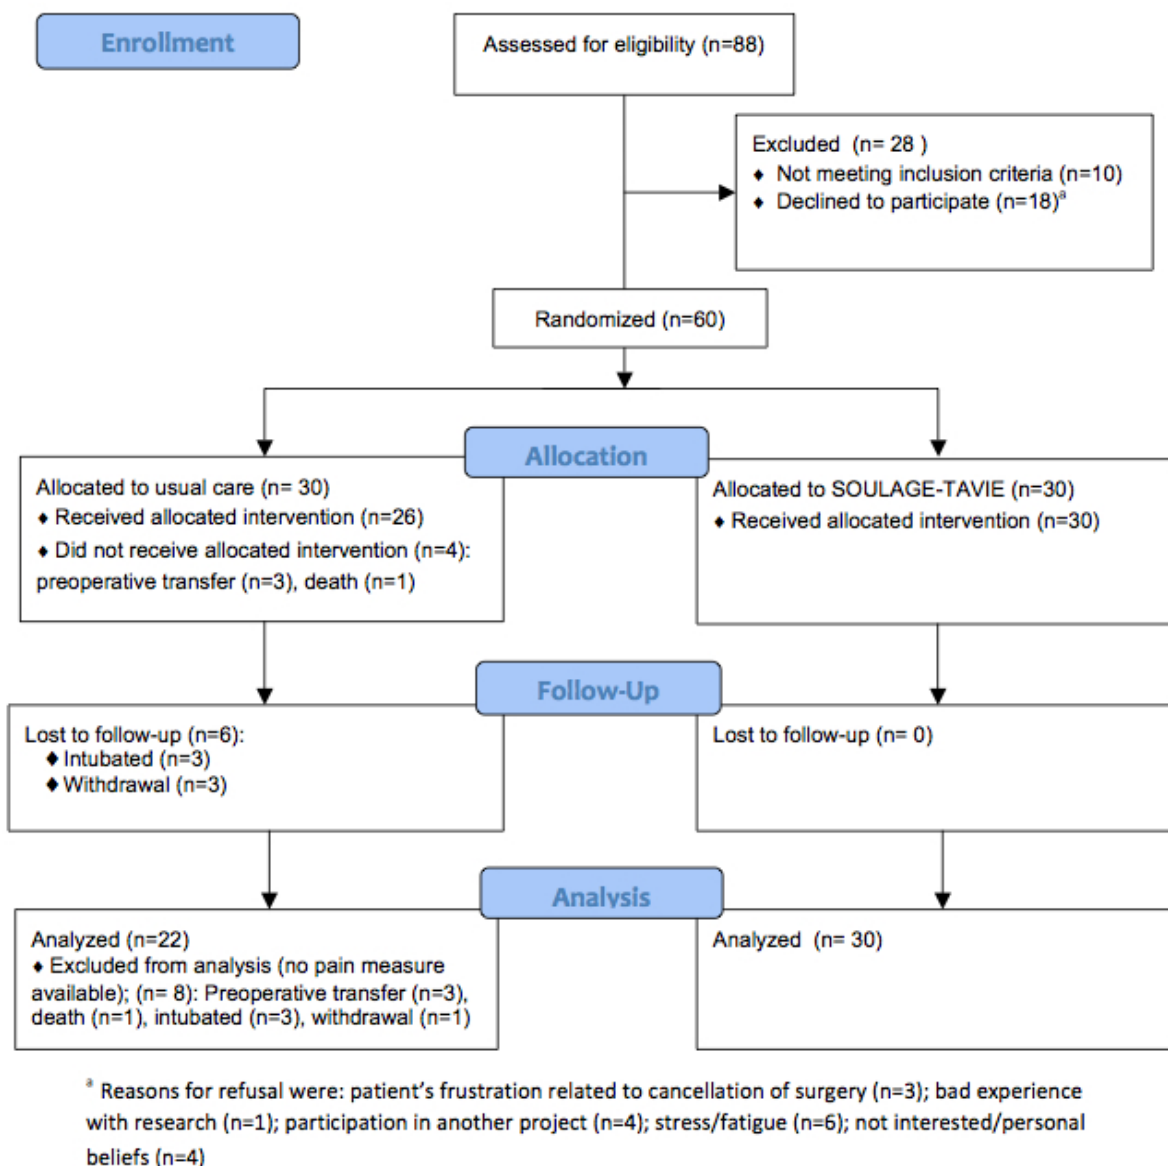 Enrollment
Assessed for eligibility (n=88)
Excluded (n= 28 )
♦ Not meeting inclusion criteria (n=10)
♦ Declined to participate (n=18)a
Randomized (n=60)
Allocation
Allocated to usual care (n= 30)
♦ Received allocated intervention (n=26)
♦ Did not receive allocated intervention (n=4):
preoperative transfer (n=3), death (n=1)
Allocated to SOULAGE-TAVIE (n=30)
♦ Received allocated intervention (n=30)
Follow-Up
Lost to follow-up (n=6):
♦ Intubated (n=3)
♦ Withdrawal (n=3)
Lost to follow-up (n= 0)
Analysis
Analyzed (n=22)
♦ Excluded from analysis (no pain measure
available); (n= 8): Preoperative transfer (n=3),
death (n=1), intubated (n=3), withdrawal (n=1)
Analyzed (n= 30)
a Reasons for refusal were: patient's frustration related to cancellation of surgery (n=3); bad experience
with research (n=1); participation in another project (n=4); stress/fatigue (n=6); not interested/personal
beliefs (n=4)